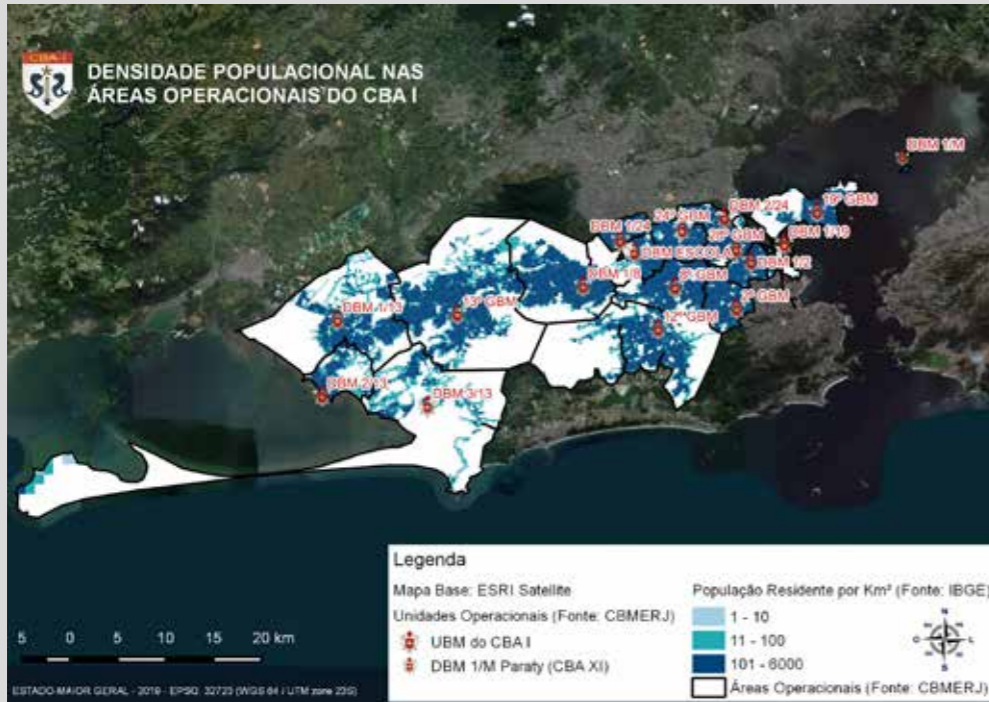 CBA-I
DENSIDADE POPULACIONAL NAS
ÁREAS OPERACIONAIS DO CBA I
DBM 1/M
19º GBM
DBM 2/24
24º GBM
DBM 1/24
28º GBM
DBM 1/19
DBM ESCOLA
DBM 1/2
DBM 1/8
8º GBM
2º GBM
13º GBM
DBM 1/13
12º GBM
DBM 2/13
DBM 3/13
Legenda
Mapa Base: ESRI Satellite
Unidades Operacionais (Fonte: CBMERJ)
UBM do CBA I
DBM 1/M Paraty (CBA XI)
População Residente por Km² (Fonte: IBGE)
1 - 10
11 - 100
101 - 6000
Áreas Operacionais (Fonte: CBMERJ)
N
O
L
S
5 0 5 10 15 20 km
ESTADO-MAIOR GERAL - 2019 - EPSG: 32723 (WGS 84 / UTM zone 23S)